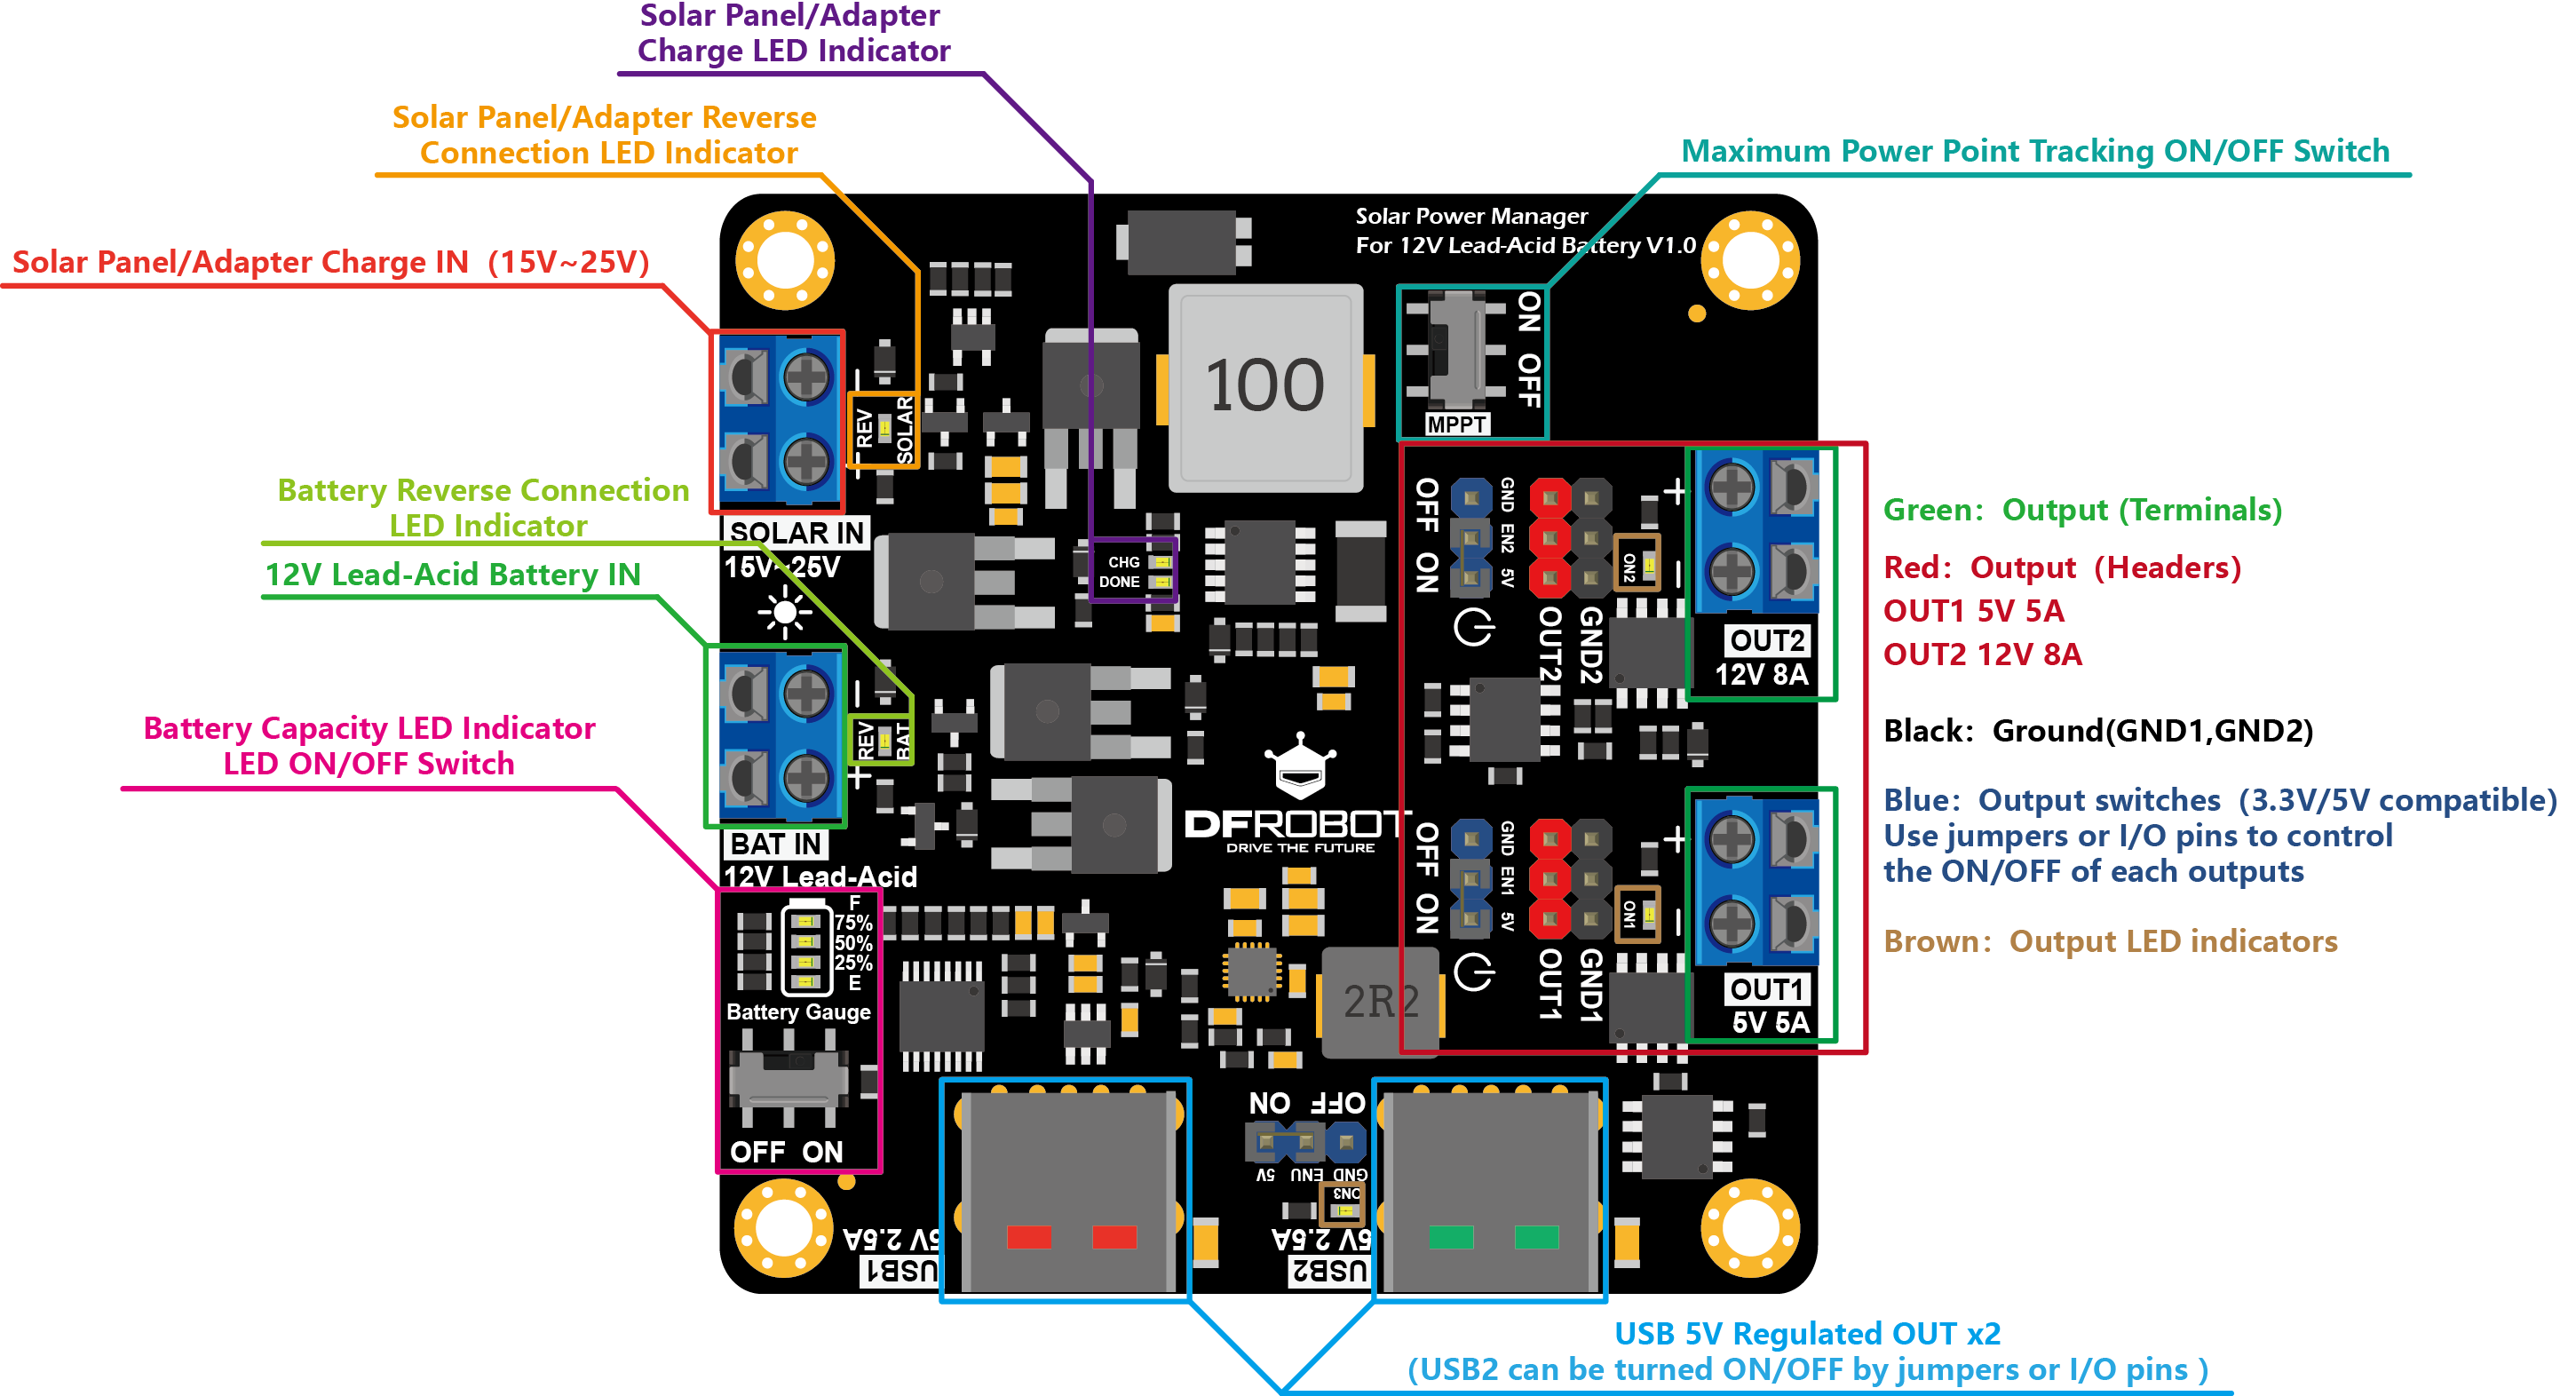 Solar Panel/Adapter
Charge LED Indicator
Solar Panel/Adapter Reverse
Connection LED Indicator
Maximum Power Point Tracking ON/OFF Switch
Solar Panel/Adapter Charge IN (15V~25V)
Solar Power Manager
For 12V Lead-Acid Battery V1.0
100
ON OFF
MPPT
REV
SOLAR
Battery Reverse Connection
LED Indicator
12V Lead-Acid Battery IN
SOLAR IN
15V~25V
CHG
DONE
OFF ON
GND EN2 5V
ON2
OUT2 GND2
+
−
OUT2
12V 8A
Green: Output (Terminals)
Red: Output (Headers)
OUT1 5V 5A
OUT2 12V 8A
Black: Ground(GND1,GND2)
Blue: Output switches (3.3V/5V compatible)
Use jumpers or I/O pins to control
the ON/OFF of each outputs
Brown: Output LED indicators
Battery Capacity LED Indicator
LED ON/OFF Switch
REV
BAT
−
+
BAT IN
12V Lead-Acid
DFROBOT
DRIVE THE FUTURE
OFF ON
GND EN1 5V
ON1
OUT1 GND1
+
−
OUT1
5V 5A
F
75%
50%
25%
E
Battery Gauge
OFF ON
2R2
ON OFF
5V ENU GND
ON3
5V 2.5A
USB1
5V 2.5A
USB2
USB 5V Regulated OUT x2
(USB2 can be turned ON/OFF by jumpers or I/O pins )